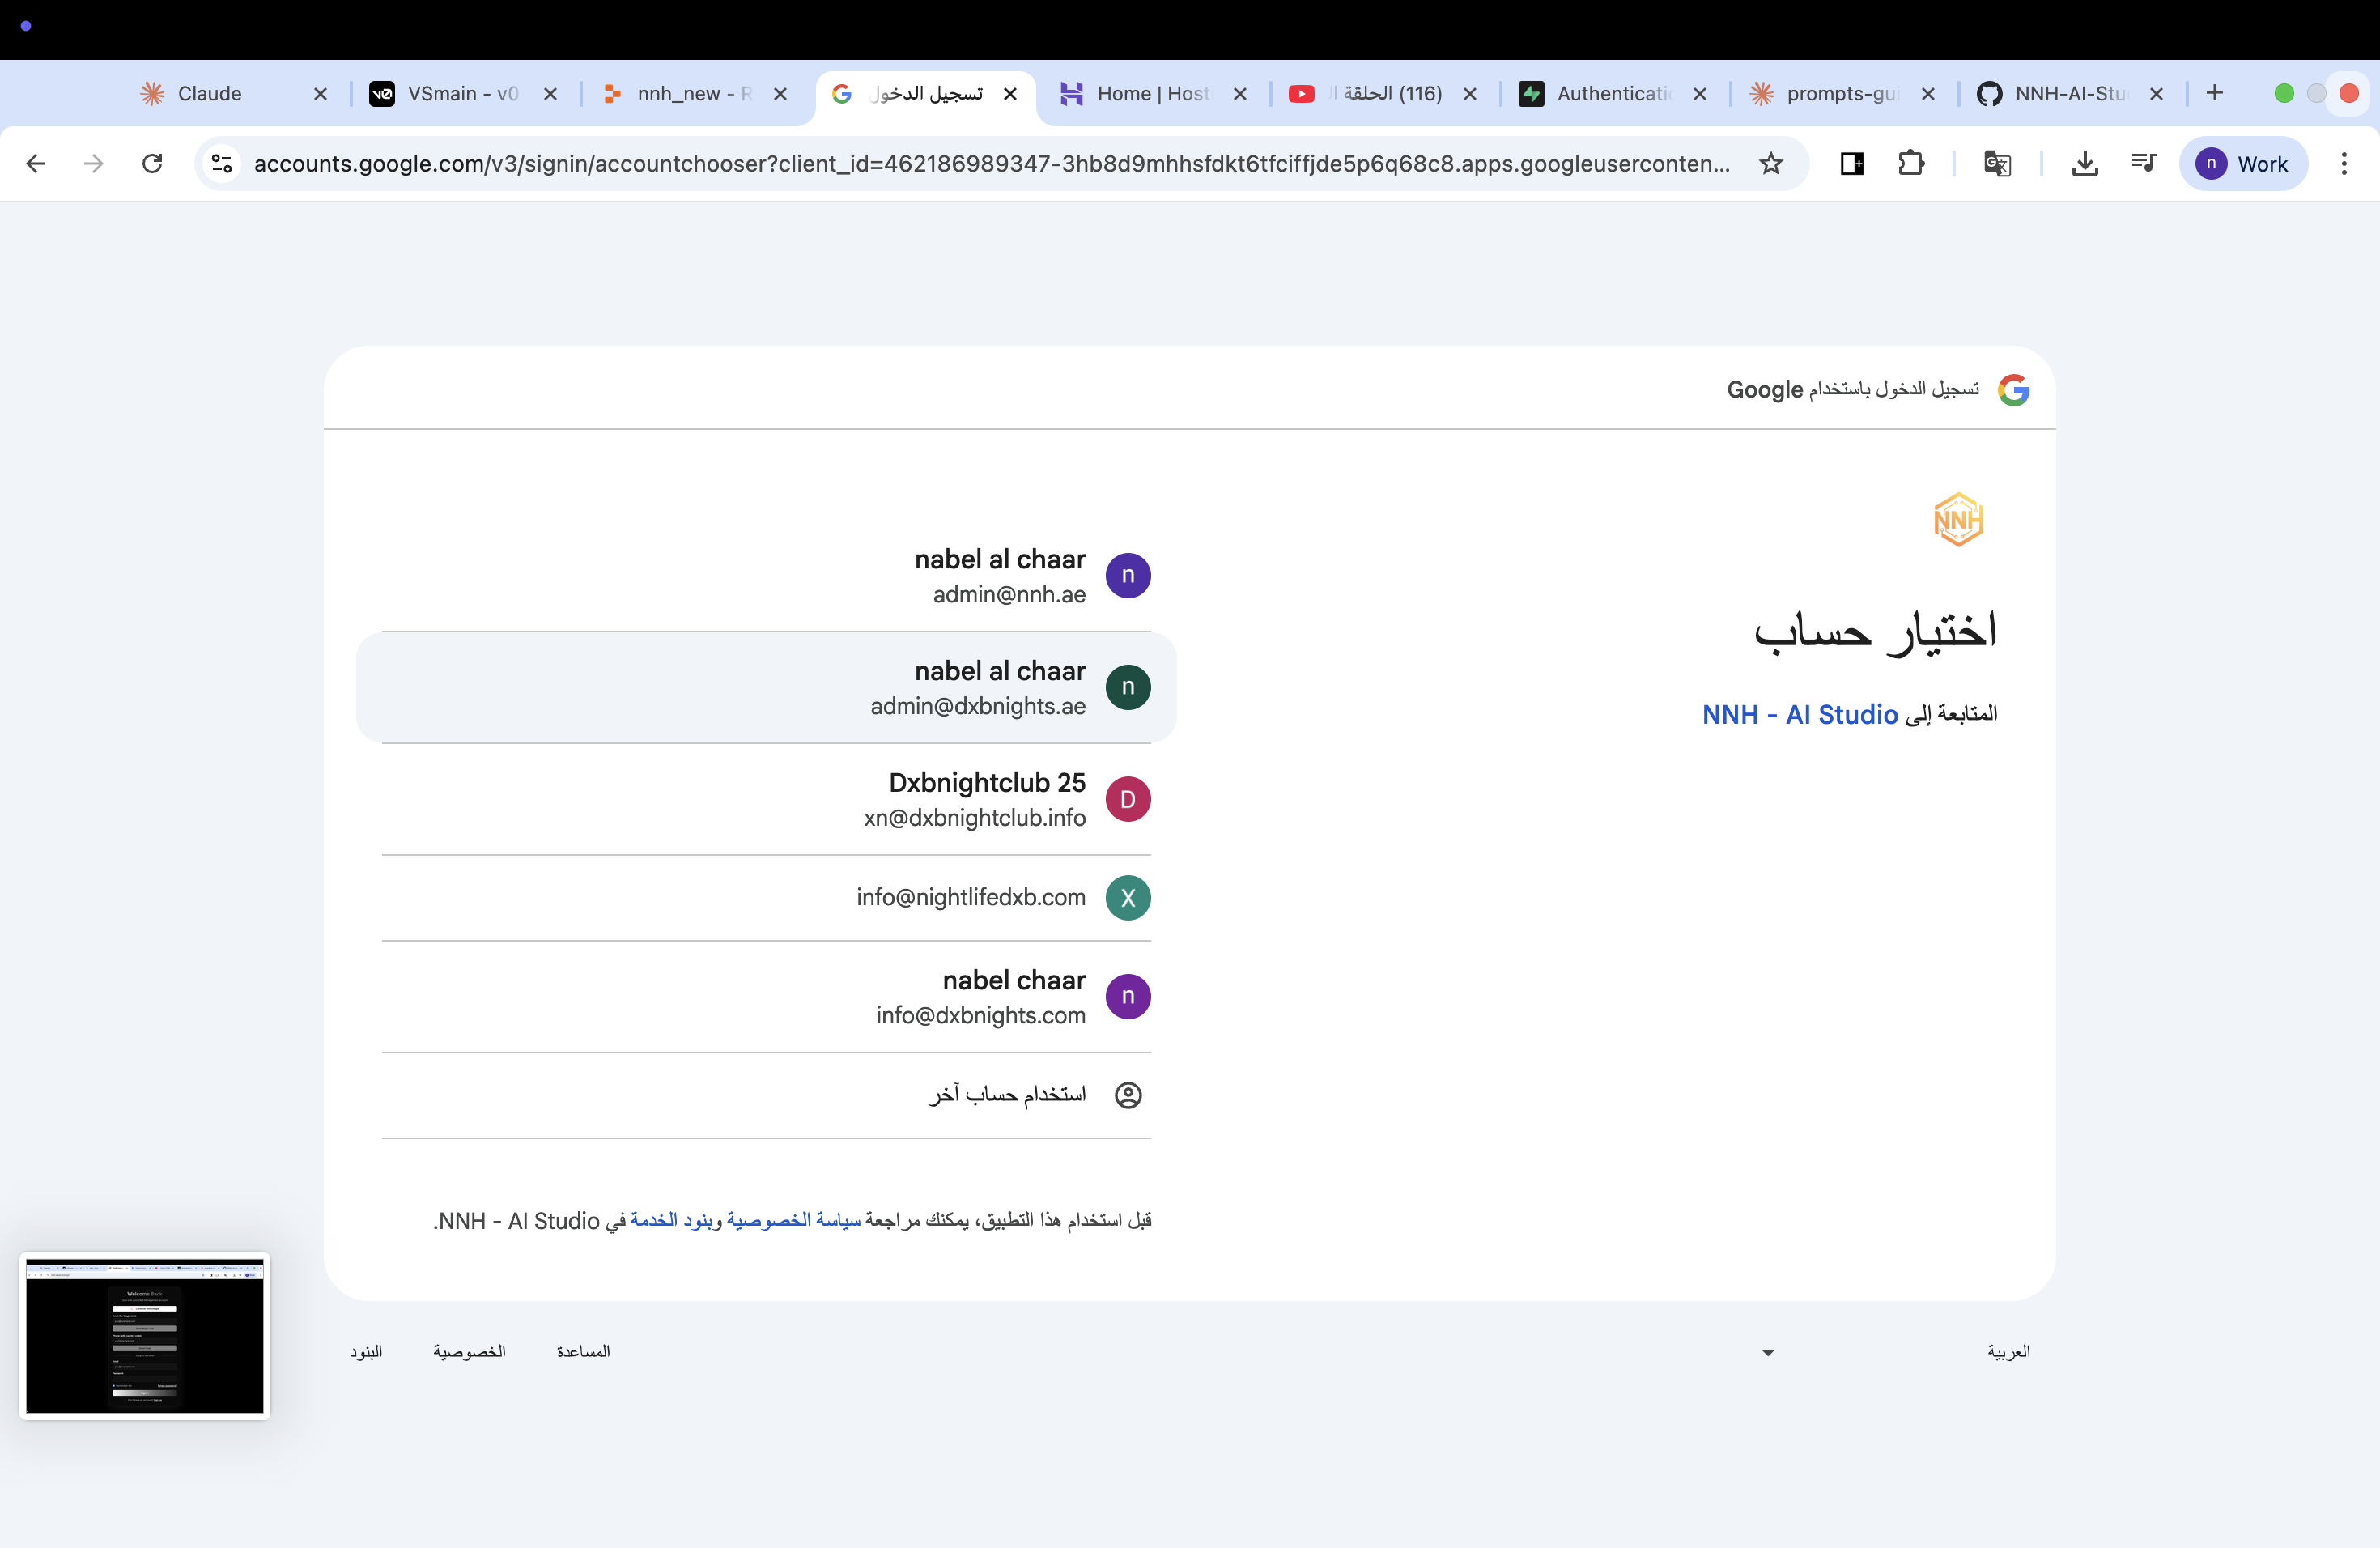 Claude
VSmain - v0
nnh_new - R
تسجيل الدخول
Home | Host
(116) الحلقة
Authenticati
prompts-gui
NNH-AI-Stu
accounts.google.com/v3/signin/accountchooser?client_id=462186989347-3hb8d9mhhsfdkt6tfciffjde5p6q68c8.apps.googleuserconten...
n Work
تسجيل الدخول باستخدام Google
NNH
اختيار حساب
المتابعة إلى NNH - AI Studio
n
nabel al chaar
admin@nnh.ae
n
nabel al chaar
admin@dxbnights.ae
D
Dxbnightclub 25
xn@dxbnightclub.info
X
info@nightlifedxb.com
n
nabel chaar
info@dxbnights.com
استخدام حساب آخر
قبل استخدام هذا التطبيق، يمكنك مراجعة سياسة الخصوصية وبنود الخدمة في NNH - AI Studio.
العربية
المساعدة
الخصوصية
البنود
Welcome Back